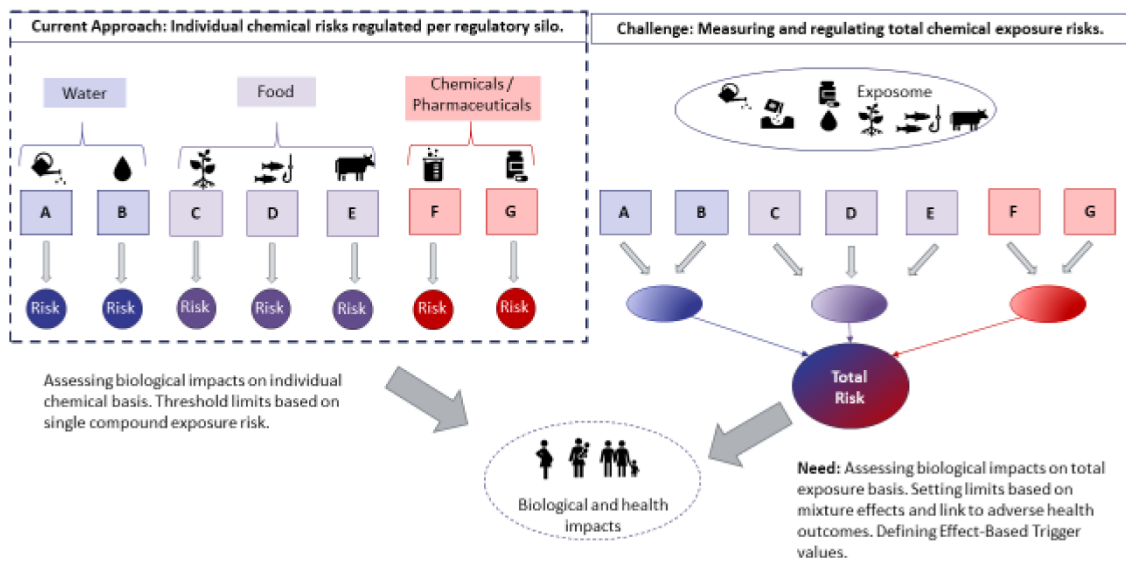 Current Approach: Individual chemical risks regulated per regulatory silo.
Water
Food
Chemicals /
Pharmaceuticals
A
B
C
D
E
F
G
Risk
Risk
Risk
Risk
Risk
Risk
Risk
Assessing biological impacts on individual
chemical basis. Threshold limits based on
single compound exposure risk.
Challenge: Measuring and regulating total chemical exposure risks.
Exposome
A
B
C
D
E
F
G
Total
Risk
Biological and health
impacts
Need: Assessing biological impacts on total
exposure basis. Setting limits based on
mixture effects and link to adverse health
outcomes. Defining Effect-Based Trigger
values.